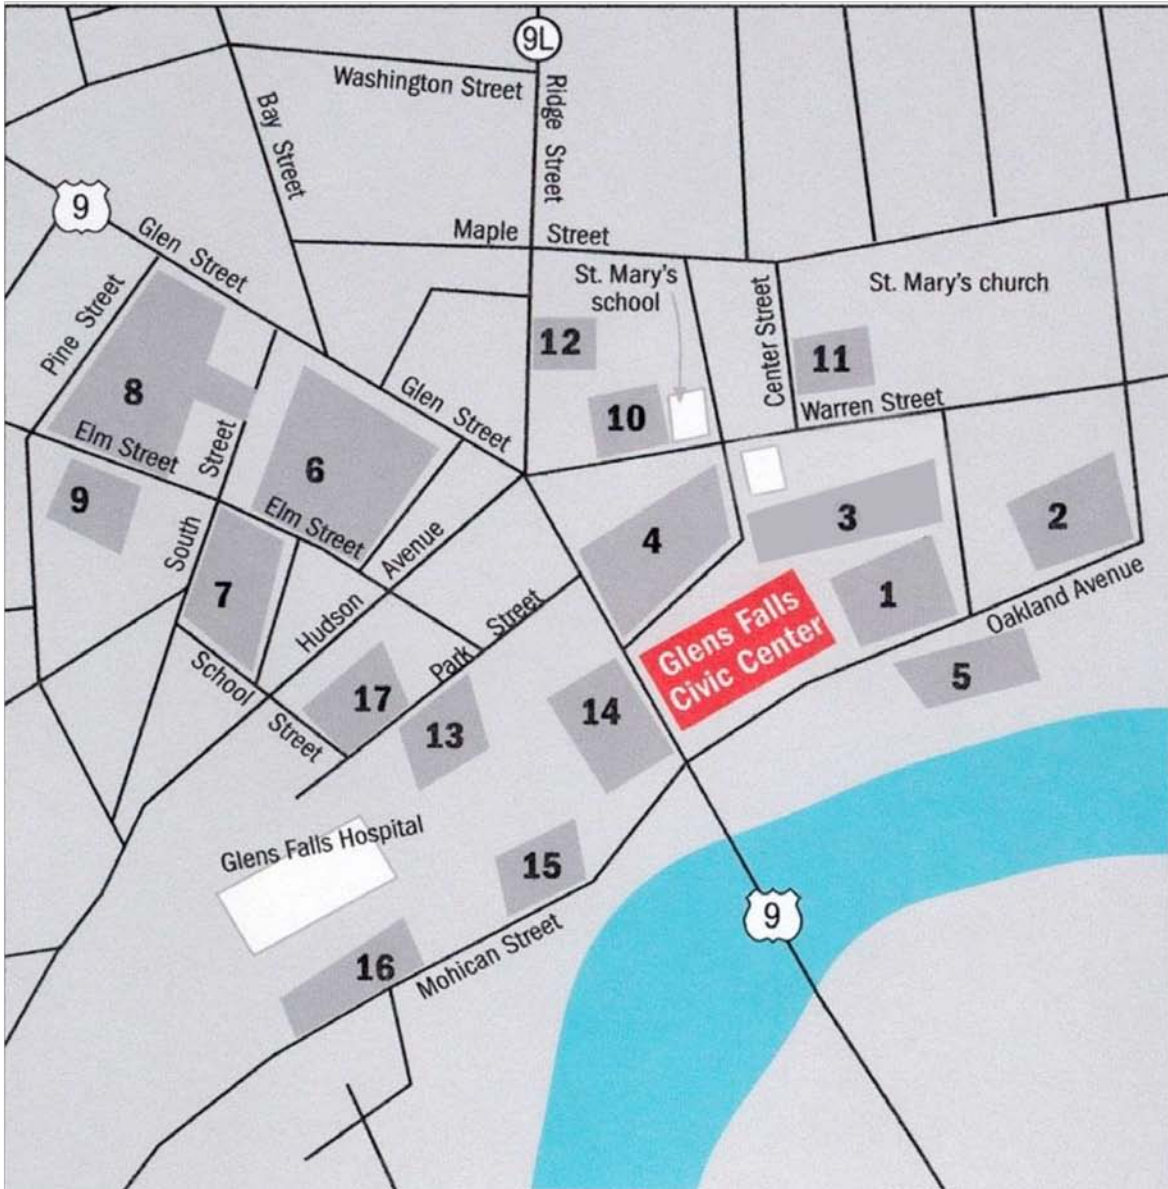 9L
Washington Street
Ridge Street
Bay Street
9
Glen Street
Maple Street
St. Mary's
school
St. Mary's church
Pine Street
Center Street
12
11
8
Glen Street
10
Warren Street
Elm Street
South Street
6
9
Elm Street
Avenue
Hudson
4
3
2
7
1
Glens Falls
Civic Center
Oakland Avenue
Park Street
School Street
17
13
14
5
Glens Falls Hospital
15
9
16
Mohican Street